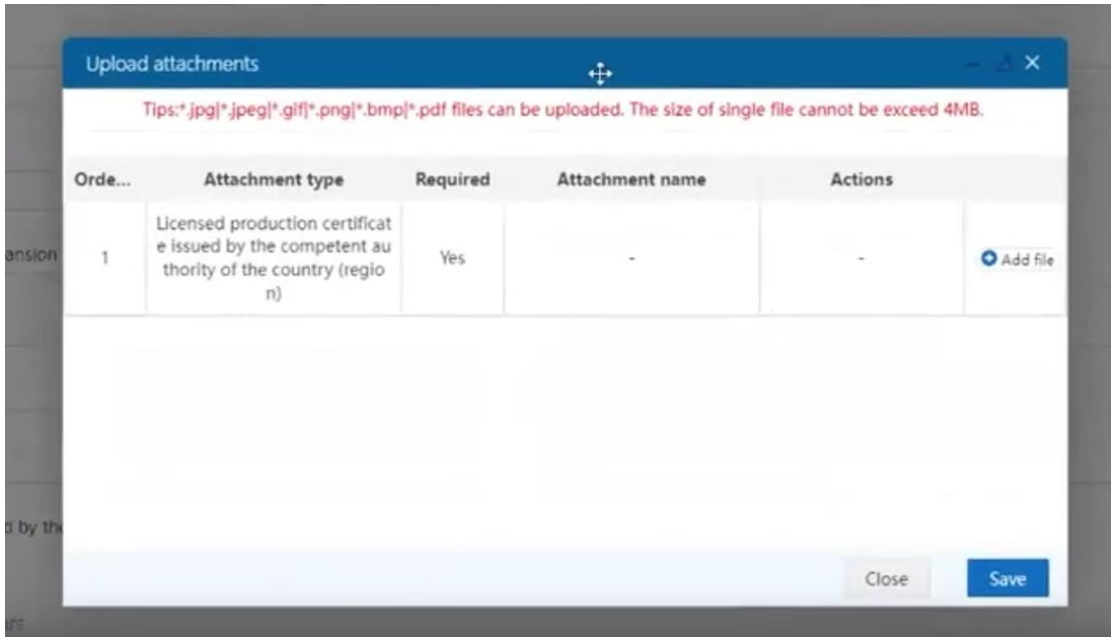 Upload attachments
Tips:*.jpg|*.jpeg|*.gif|*.png|*.bmp|*.pdf files can be uploaded. The size of single file cannot be exceed 4MB.
Orde... Attachment type Required Attachment name Actions
Licensed production certificat
e issued by the competent au
ansion 1 Yes - - Add file
thority of the country (regio
n)
d by the
Close Save